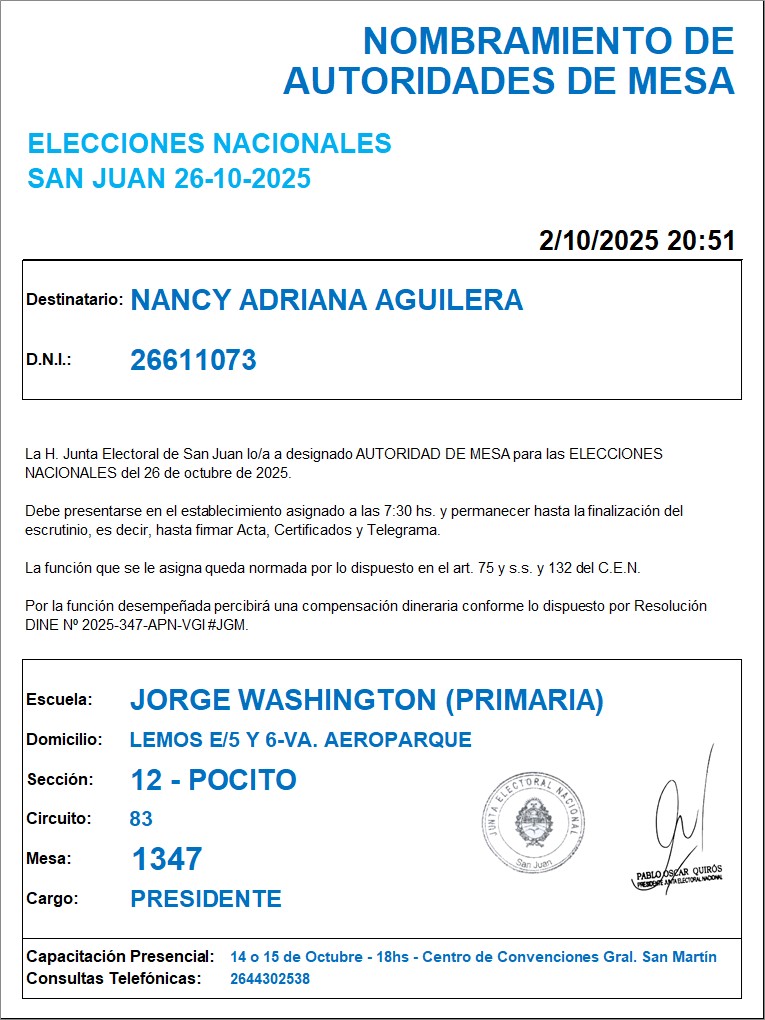 NOMBRAMIENTO DE
AUTORIDADES DE MESA
ELECCIONES NACIONALES
SAN JUAN 26-10-2025
2/10/2025 20:51
Destinatario: NANCY ADRIANA AGUILERA
D.N.I.: 26611073
La H. Junta Electoral de San Juan lo/a a designado AUTORIDAD DE MESA para las ELECCIONES
NACIONALES del 26 de octubre de 2025.
Debe presentarse en el establecimiento asignado a las 7:30 hs. y permanecer hasta la finalización del
escrutinio, es decir, hasta firmar Acta, Certificados y Telegrama.
La función que se le asigna queda normada por lo dispuesto en el art. 75 y s.s. y 132 del C.E.N.
Por la función desempeñada percibirá una compensación dineraria conforme lo dispuesto por Resolución
DINE Nº 2025-347-APN-VGI#JGM.
Escuela: JORGE WASHINGTON (PRIMARIA)
Domicilio: LEMOS E/5 Y 6-VA. AEROPARQUE
Sección: 12 - POCITO
Circuito: 83
Mesa: 1347
Cargo: PRESIDENTE
JUNTA ELECTORAL NACIONAL
San Juan
PABLO OSCAR QUIRÓS
PRESIDENTE JUNTA ELECTORAL NACIONAL
Capacitación Presencial: 14 o 15 de Octubre - 18hs - Centro de Convenciones Gral. San Martín
Consultas Telefónicas: 2644302538